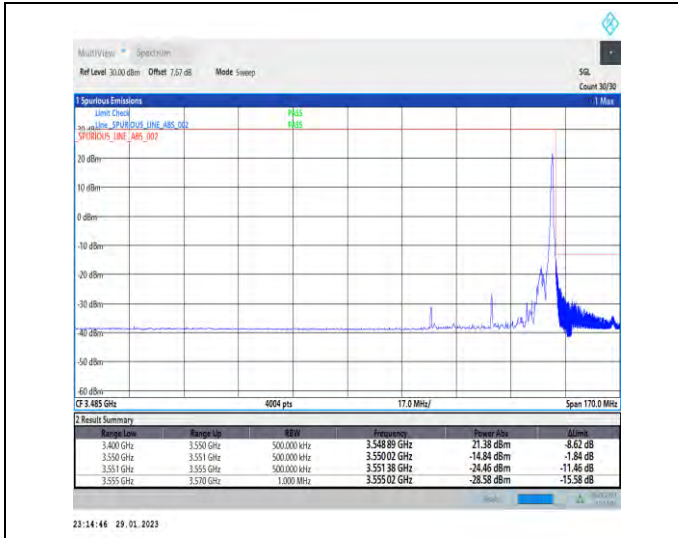 MultiView Spectrum
Ref Level 30.00 dBm Offset 7.67 dB Mode Sweep SGL
Count 30/30
1 Spurious Emissions 1 Max
Limit Check PASS
Line _SPURIOUS_LINE_ABS_002 PASS
_SPURIOUS_LINE_ABS_002
20 dBm
10 dBm
0 dBm
-10 dBm
-20 dBm
-30 dBm
-40 dBm
-50 dBm
-60 dBm
CF 3.485 GHz 4004 pts 17.0 MHz/ Span 170.0 MHz
2 Result Summary
Range Low Range Up RBW Frequency Power Abs ΔLimit
3.400 GHz 3.550 GHz 500.000 kHz 3.548 89 GHz 21.38 dBm -8.62 dB
3.550 GHz 3.551 GHz 500.000 kHz 3.550 02 GHz -14.84 dBm -1.84 dB
3.551 GHz 3.555 GHz 500.000 kHz 3.551 38 GHz -24.46 dBm -11.46 dB
3.555 GHz 3.570 GHz 1.000 MHz 3.555 02 GHz -28.58 dBm -15.58 dB
23:14:46 29.01.2023